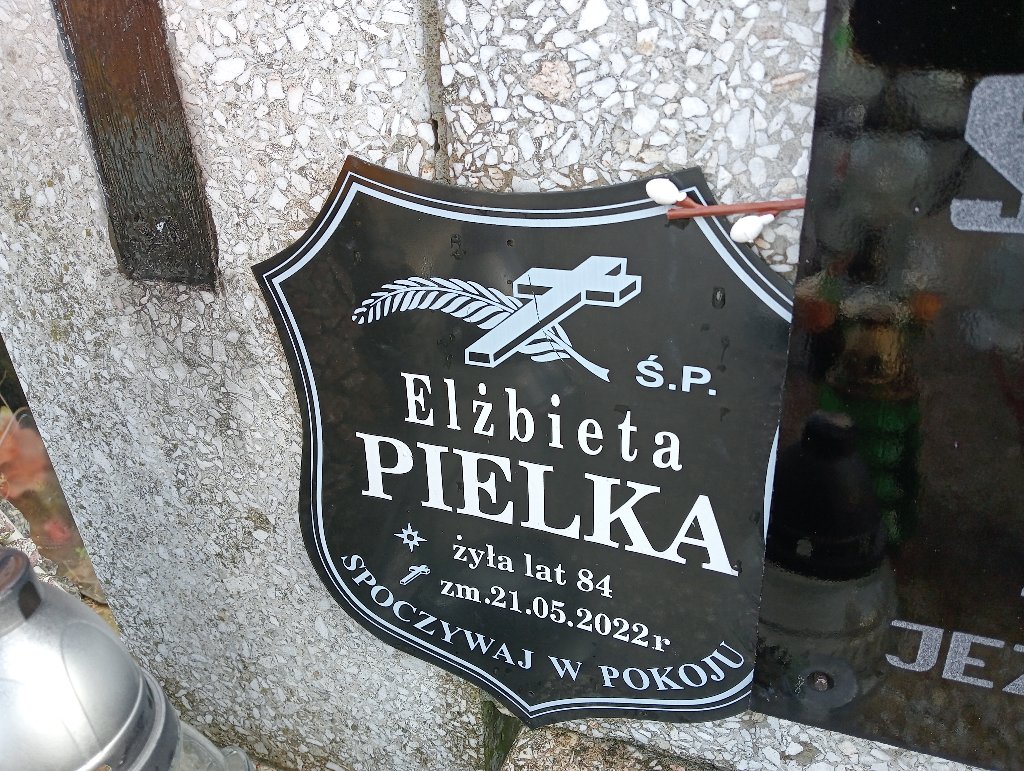 Ś.P.
Elżbieta
PIELKA
żyła lat 84
zm.21.05.2022r
SPOCZYWAJ W POKOJU